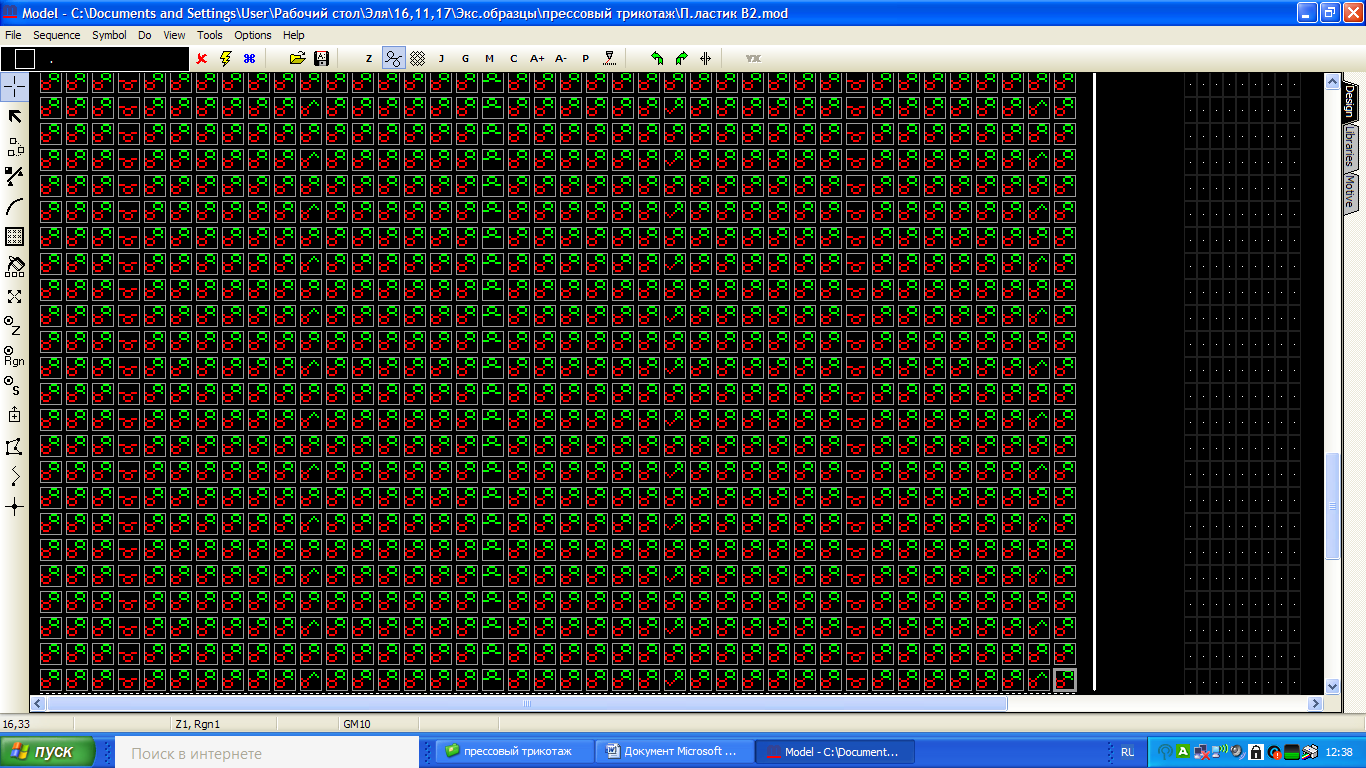 Model - C:\Documents and Settings\User\Рабочий стол\Эля\16,11,17\Экс.образцы\прессовый трикотаж\П.ластик B2.mod
File Sequence Symbol Do View Tools Options Help
. Z J G M C A+ A- P YX
Design
Libraries
Motive
Z
Rgn
S
16,33 Z1, Rgn1 GM10
пуск Поиск в интернете прессовый трикотаж Документ Microsoft ... Model - C:\Document... RU A 12:38